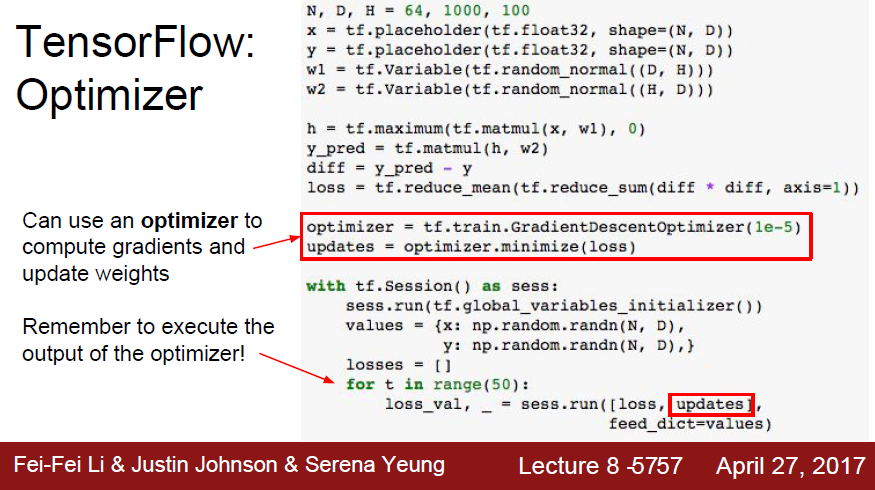 TensorFlow:
Optimizer
Can use an optimizer to
compute gradients and
update weights
Remember to execute the
output of the optimizer!
N, D, H = 64, 1000, 100
x = tf.placeholder(tf.float32, shape=(N, D))
y = tf.placeholder(tf.float32, shape=(N, D))
w1 = tf.Variable(tf.random_normal((D, H)))
w2 = tf.Variable(tf.random_normal((H, D)))
h = tf.maximum(tf.matmul(x, w1), 0)
y_pred = tf.matmul(h, w2)
diff = y_pred - y
loss = tf.reduce_mean(tf.reduce_sum(diff * diff, axis=1))
optimizer = tf.train.GradientDescentOptimizer(1e-5)
updates = optimizer.minimize(loss)
with tf.Session() as sess:
    sess.run(tf.global_variables_initializer())
    values = {x: np.random.randn(N, D),
              y: np.random.randn(N, D),}
    losses = []
    for t in range(50):
        loss_val, _ = sess.run([loss, updates],
                               feed_dict=values)
Fei-Fei Li & Justin Johnson & Serena Yeung
Lecture 8 -5757
April 27, 2017